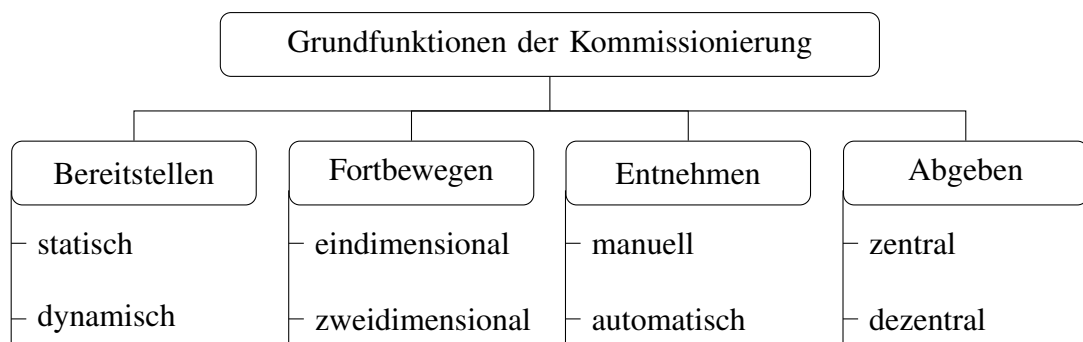 Grundfunktionen der Kommissionierung
Bereitstellen
statisch
dynamisch
Fortbewegen
eindimensional
zweidimensional
Entnehmen
manuell
automatisch
Abgeben
zentral
dezentral